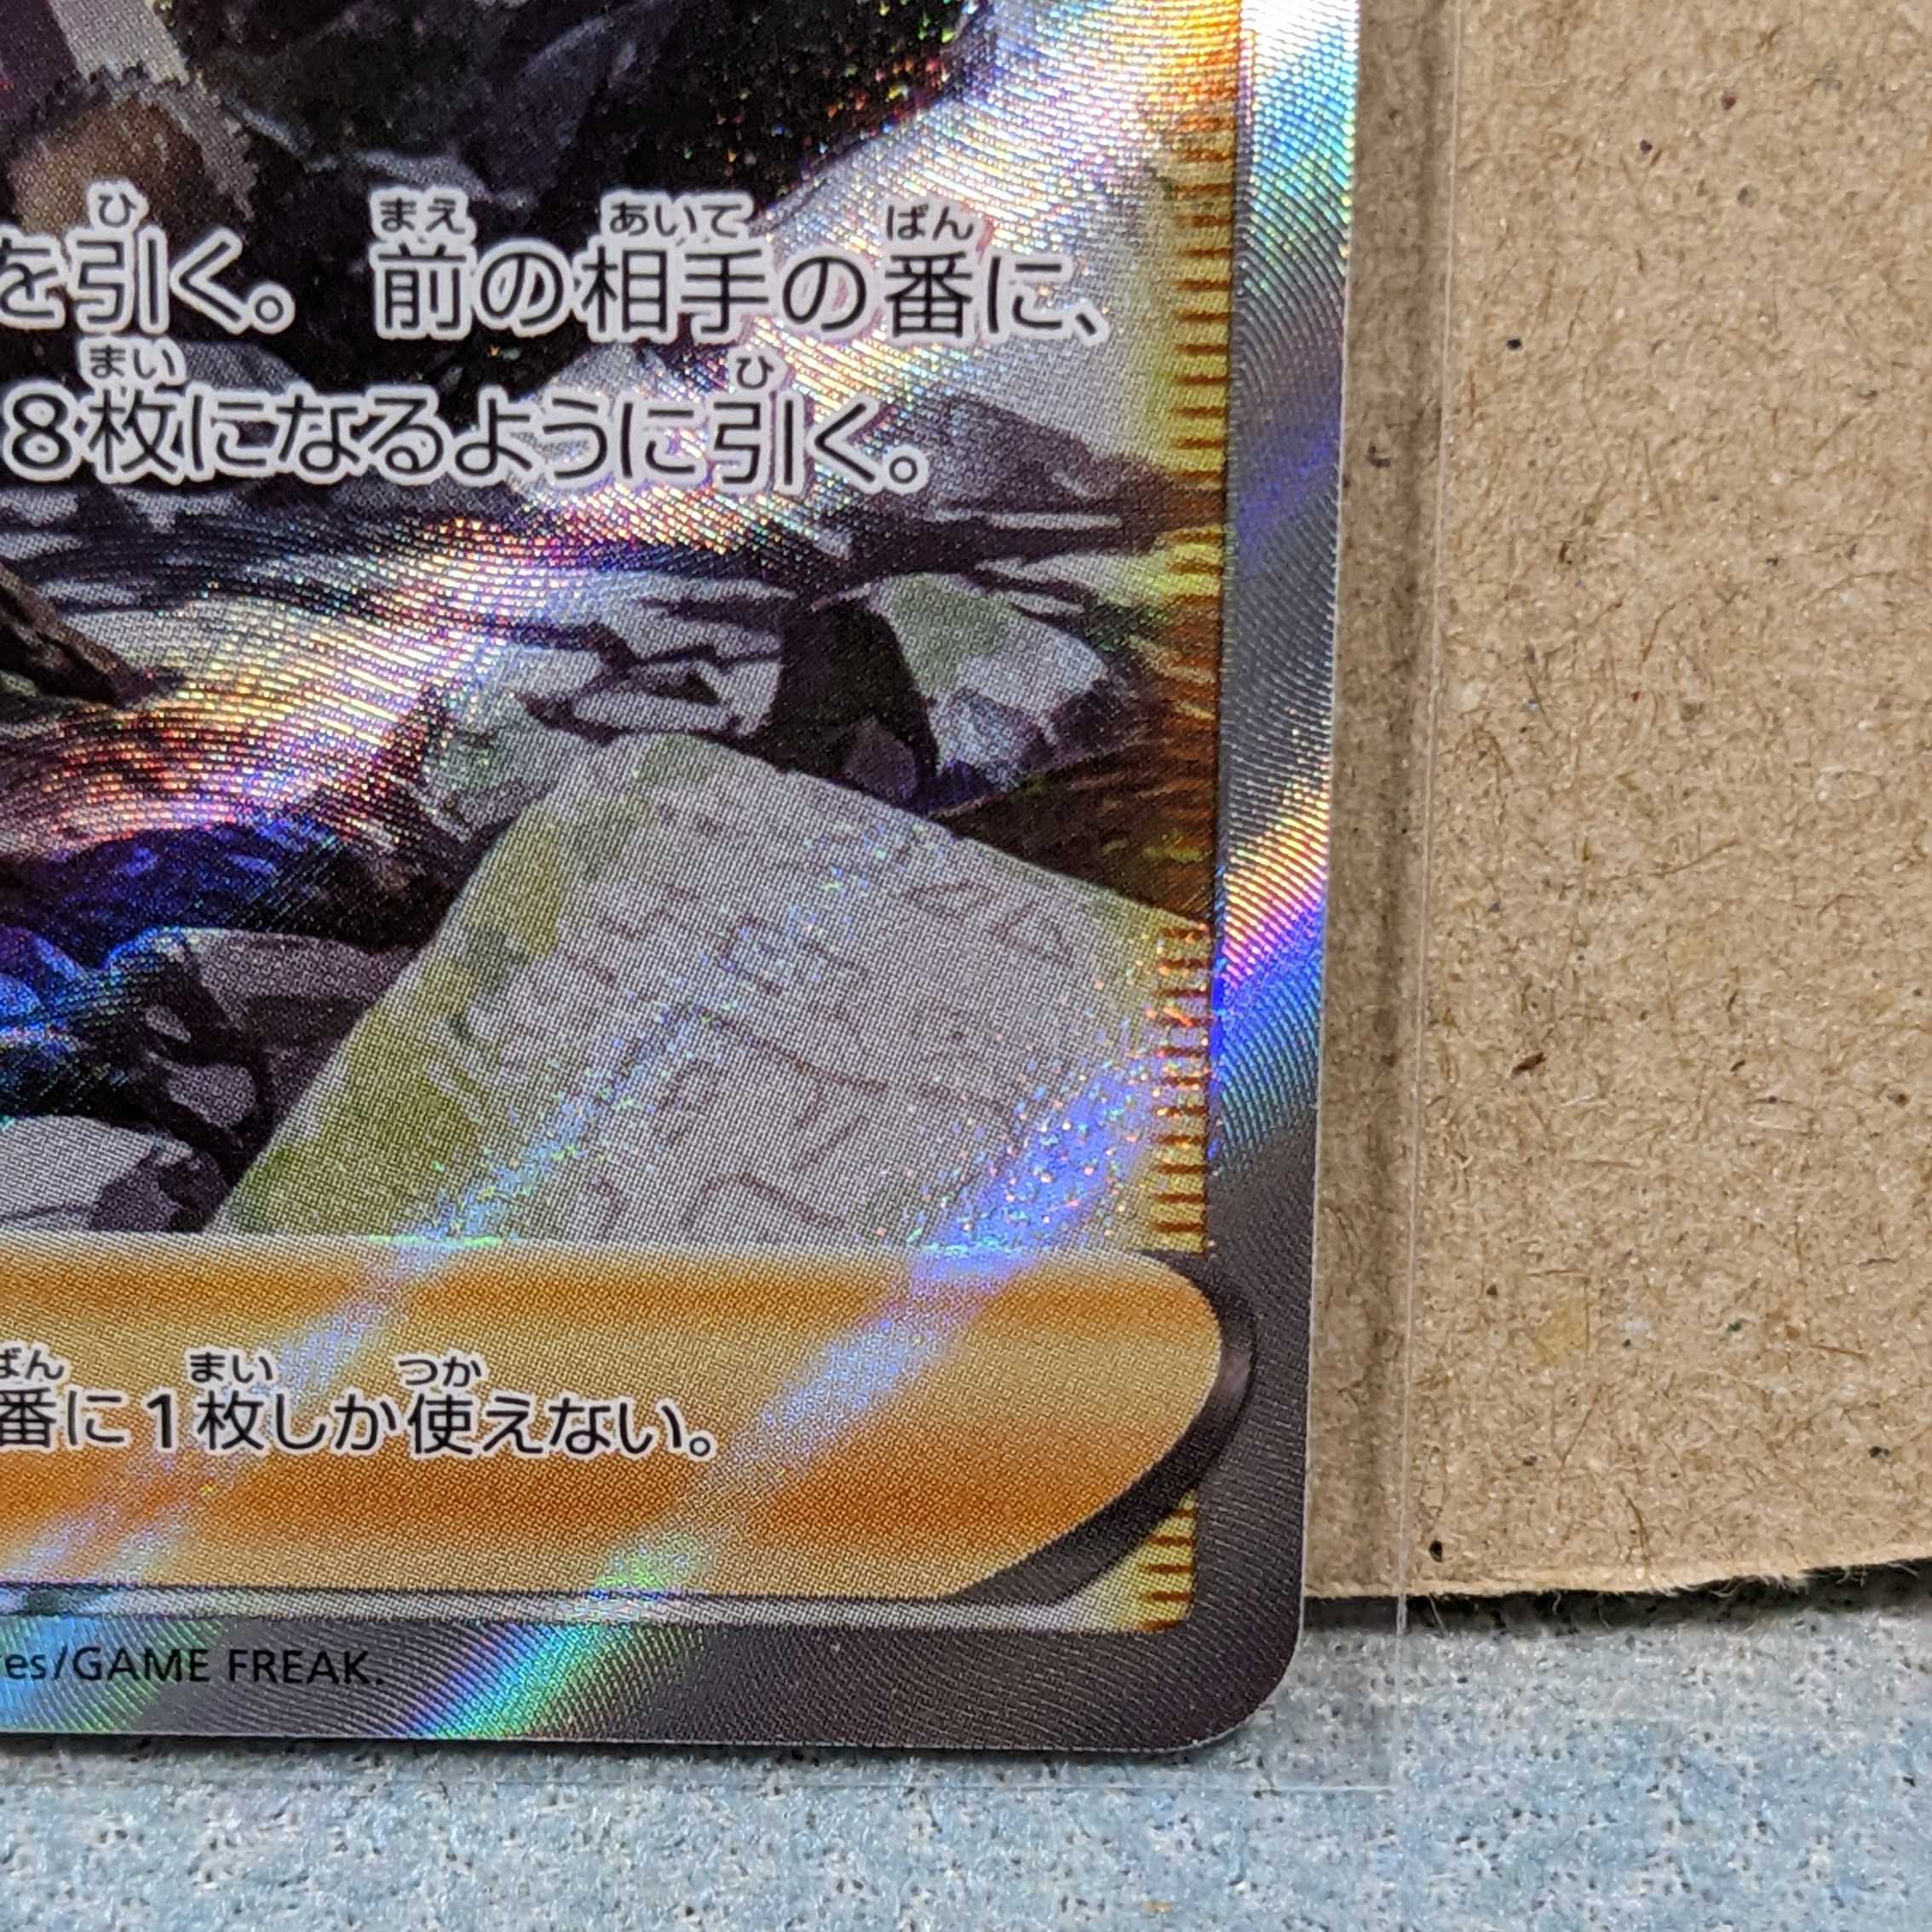 を引く。 前の相手の番に、
8枚になるように引く。
番に1枚しか使えない。
es/GAME FREAK.